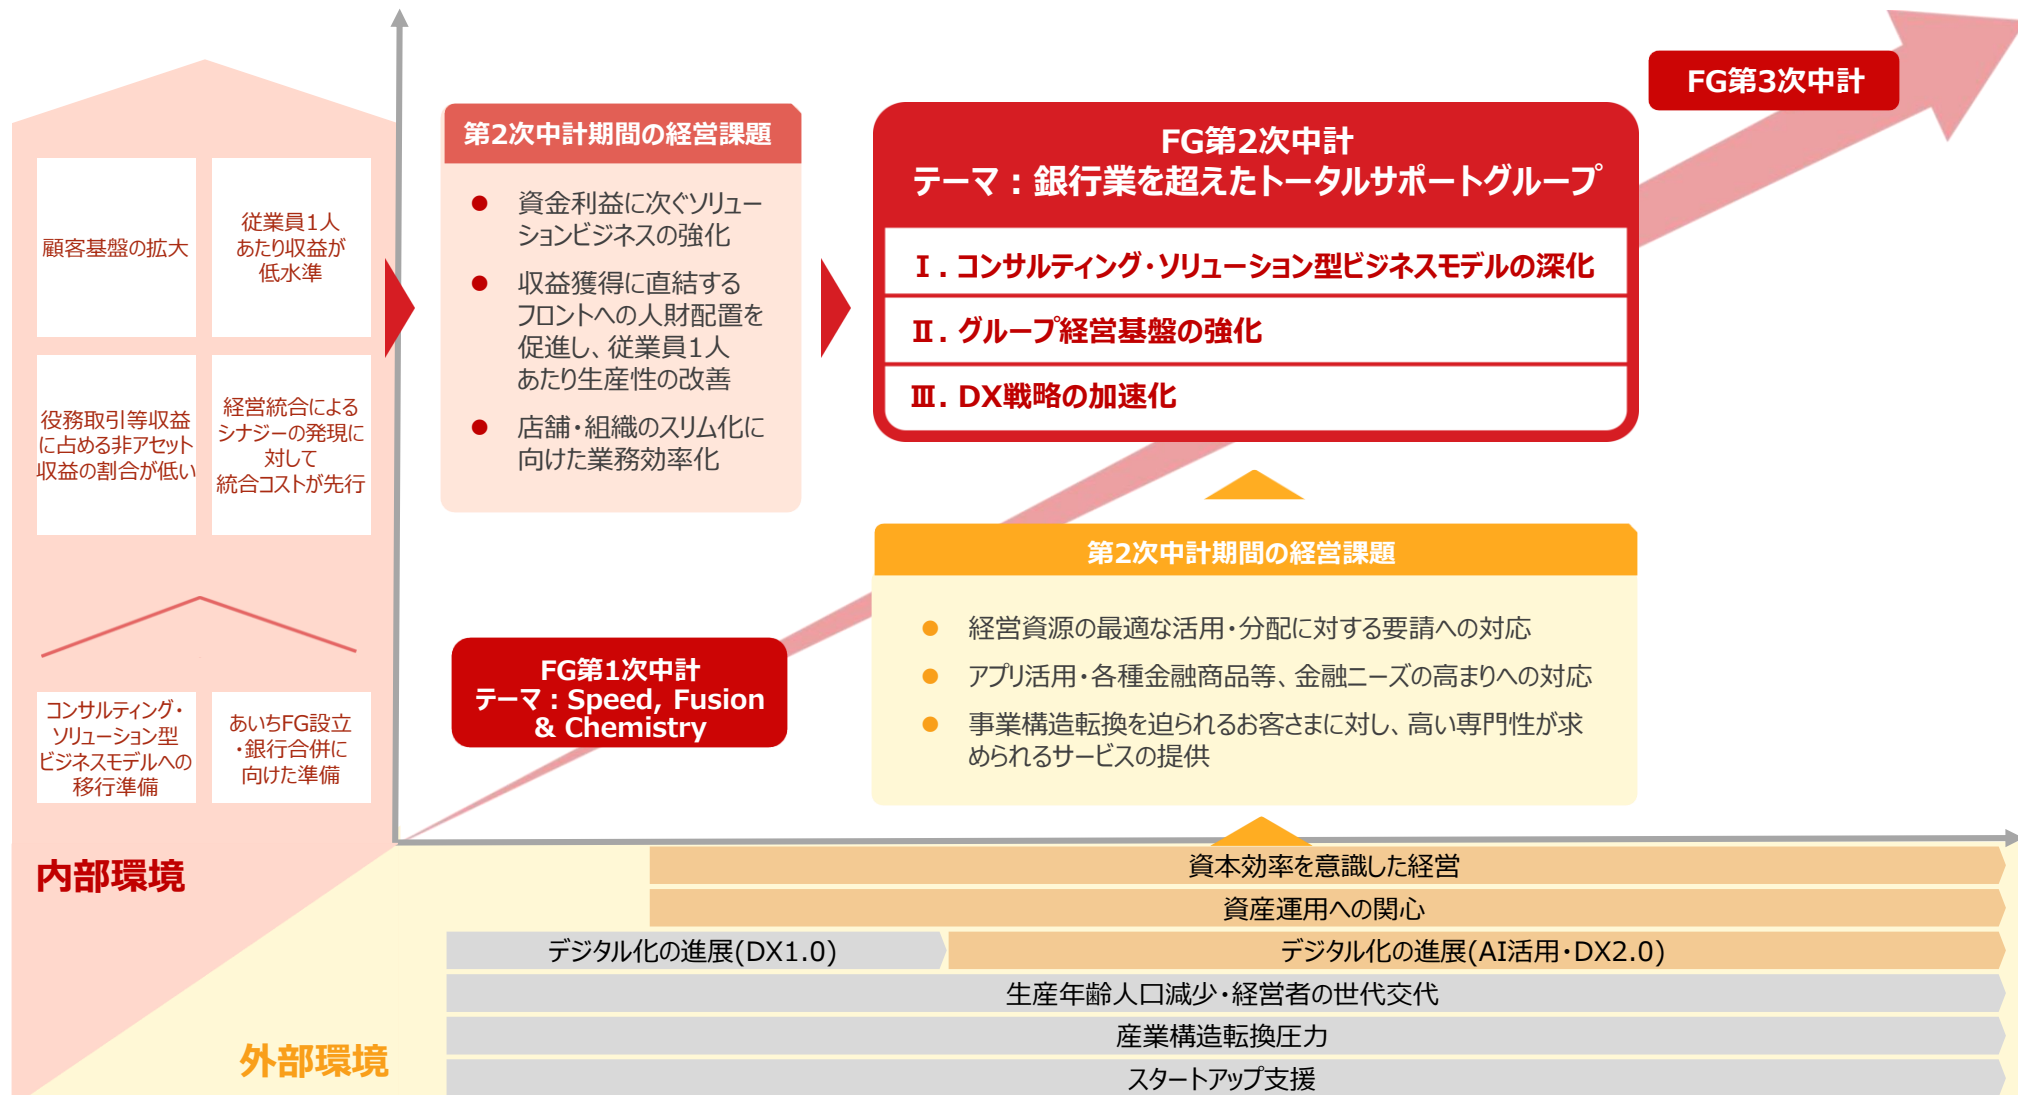 FG第3次中計
第2次中計期間の経営課題
● 資金利益に次ぐソリュー
ションビジネスの強化
● 収益獲得に直結する
フロントへの人財配置を
促進し、従業員1人
あたり生産性の改善
● 店舗・組織のスリム化に
向けた業務効率化
FG第2次中計
テーマ：銀行業を超えたトータルサポートグループ
Ⅰ. コンサルティング・ソリューション型ビジネスモデルの深化
Ⅱ. グループ経営基盤の強化
Ⅲ. DX戦略の加速化
顧客基盤の拡大
従業員1人
あたり収益が
低水準
役務取引等収益
に占める非アセット
収益の割合が低い
経営統合による
シナジーの発現に
対して
統合コストが先行
コンサルティング・
ソリューション型
ビジネスモデルへの
移行準備
あいちFG設立
・銀行合併に
向けた準備
FG第1次中計
テーマ：Speed, Fusion
& Chemistry
第2次中計期間の経営課題
● 経営資源の最適な活用・分配に対する要請への対応
● アプリ活用・各種金融商品等、金融ニーズの高まりへの対応
● 事業構造転換を迫られるお客さまに対し、高い専門性が求
められるサービスの提供
内部環境
外部環境
資本効率を意識した経営
資産運用への関心
デジタル化の進展(DX1.0)
デジタル化の進展(AI活用・DX2.0)
生産年齢人口減少・経営者の世代交代
産業構造転換圧力
スタートアップ支援